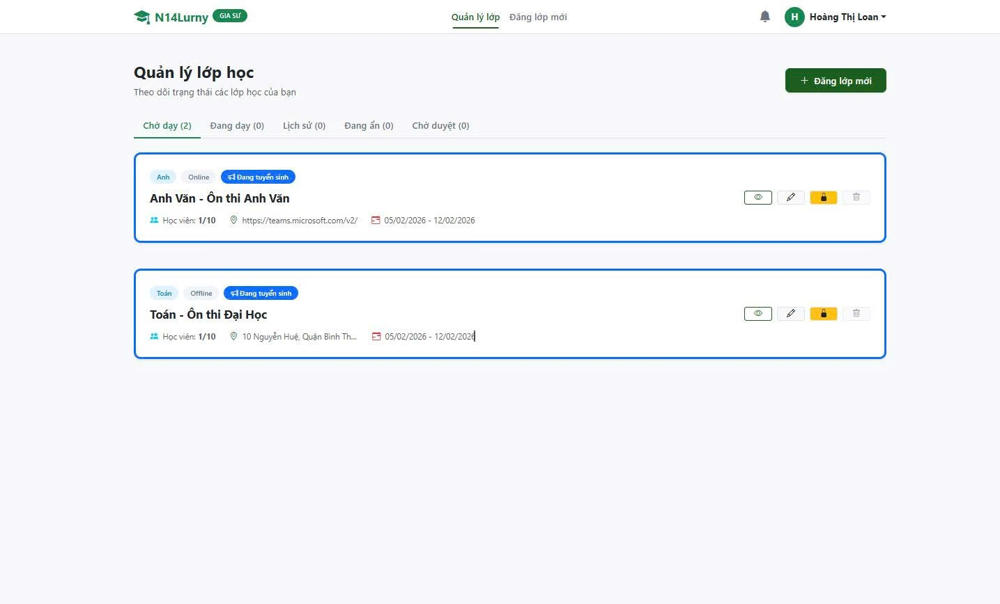 N14Lurny GIA SƯ Quản lý lớp Đăng lớp mới H Hoàng Thị Loan
Quản lý lớp học
Theo dõi trạng thái các lớp học của bạn
+ Đăng lớp mới
Chờ dạy (2) Đang dạy (0) Lịch sử (0) Đang ẩn (0) Chờ duyệt (0)
Anh Online Đang tuyển sinh
Anh Văn - Ôn thi Anh Văn
Học viên: 1/10 https://teams.microsoft.com/v2/ 05/02/2026 - 12/02/2026
Toán Offline Đang tuyển sinh
Toán - Ôn thi Đại Học
Học viên: 1/10 10 Nguyễn Huệ, Quận Bình Th... 05/02/2026 - 12/02/2026